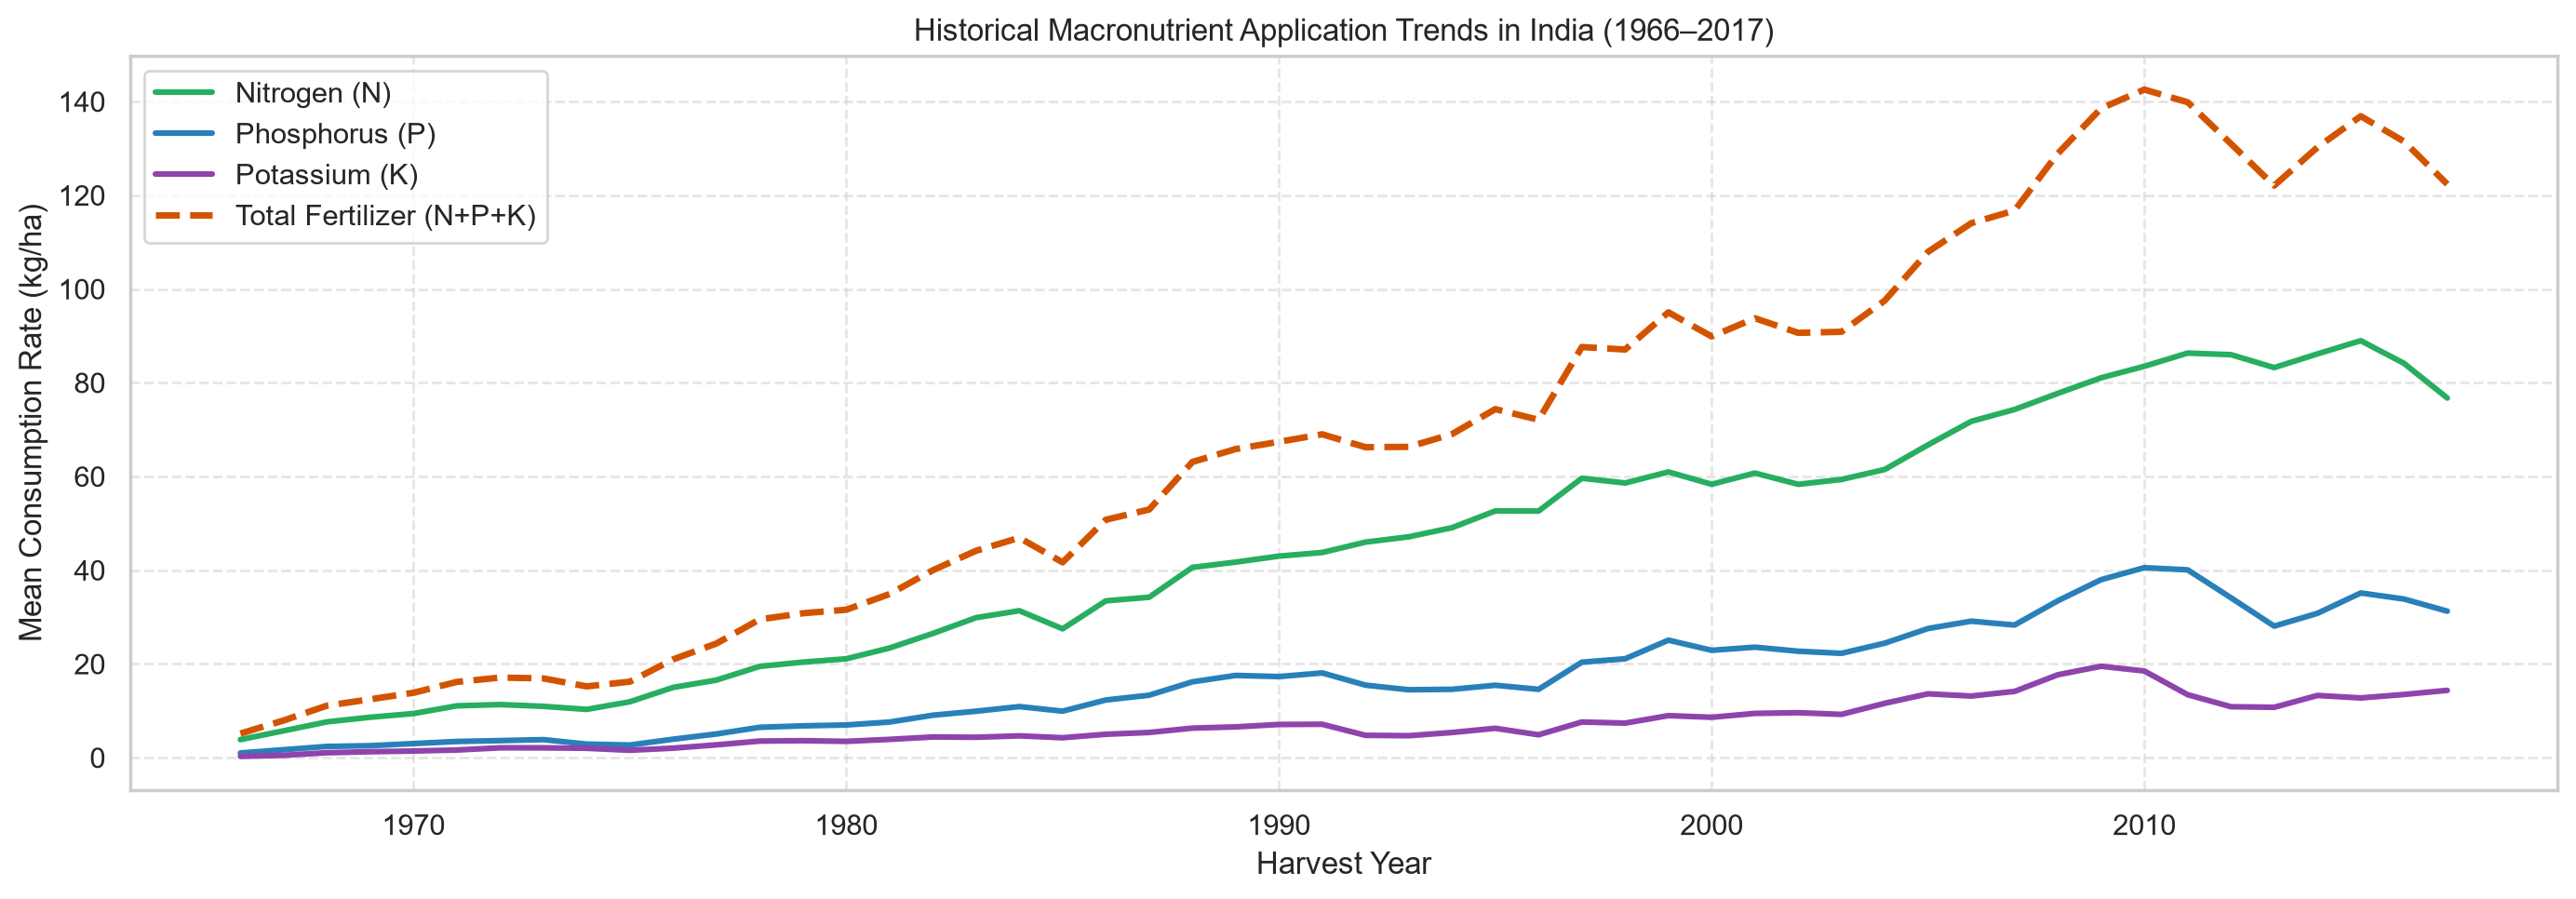 Historical Macronutrient Application Trends in India (1966–2017)
Nitrogen (N)
Phosphorus (P)
Potassium (K)
Total Fertilizer (N+P+K)
Mean Consumption Rate (kg/ha)
140
120
100
80
60
40
20
0
1970
1980
1990
2000
2010
Harvest Year